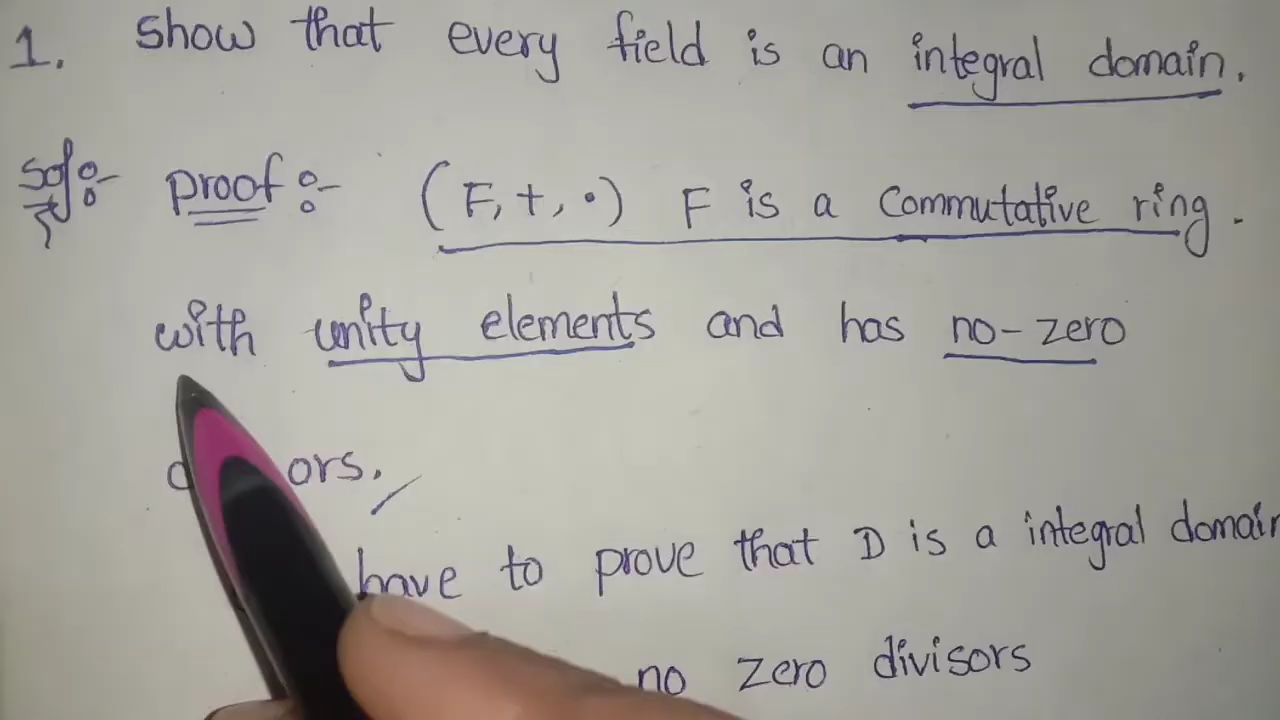 1. Show that every field is an integral domain.
Sol:- Proof:- (F, +, •) F is a Commutative ring.
with unity elements and has no-zero
ors.
have to prove that D is a integral domain
no zero divisors